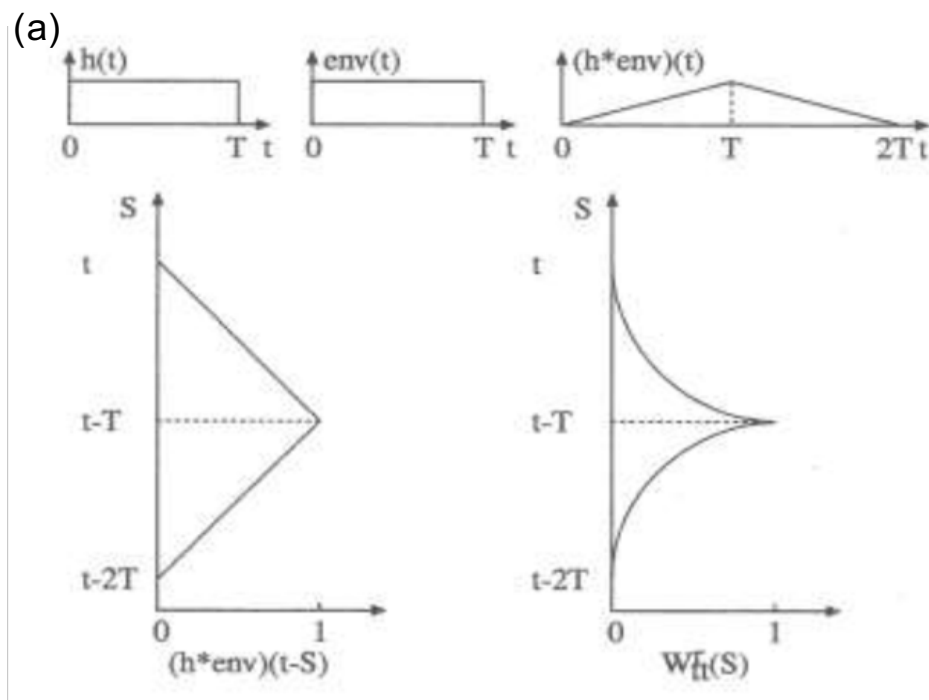 (a)
h(t) env(t) (h*env)(t)
0 T t 0 T t 0 T 2T t
S S
t t
t-T t-T
t-2T t-2T
0 1 0 1
(h*env)(t-S)